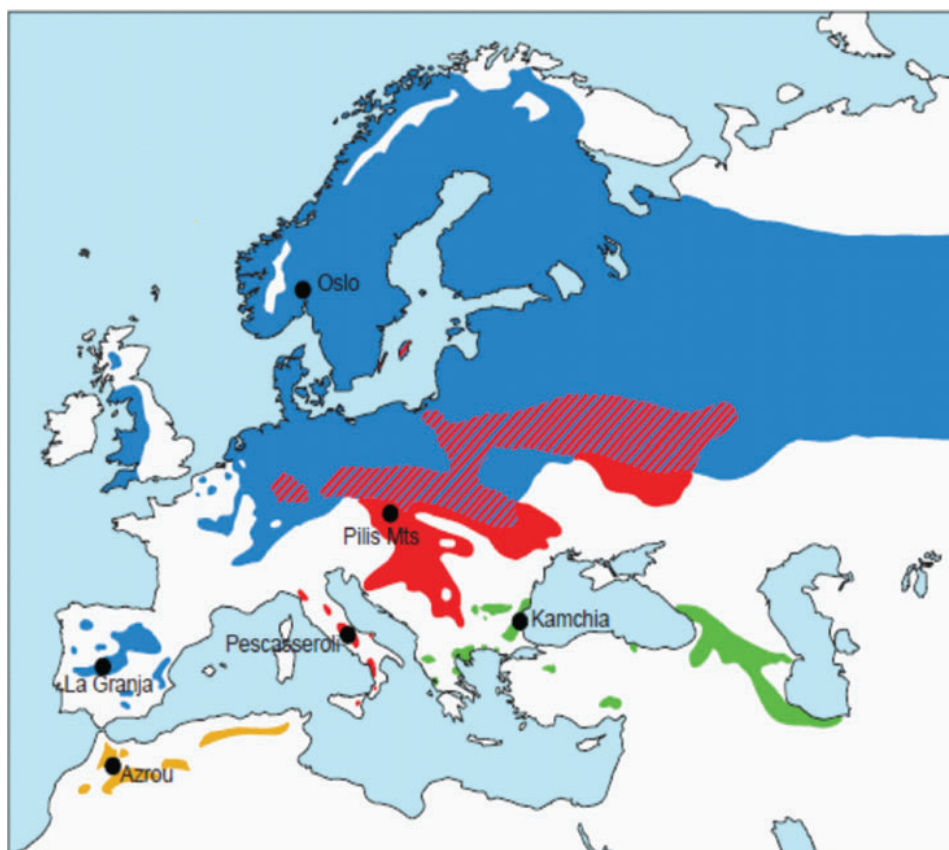 Oslo
Pilis Mts
Kamchia
Pescasseroli
La Granja
Azrou